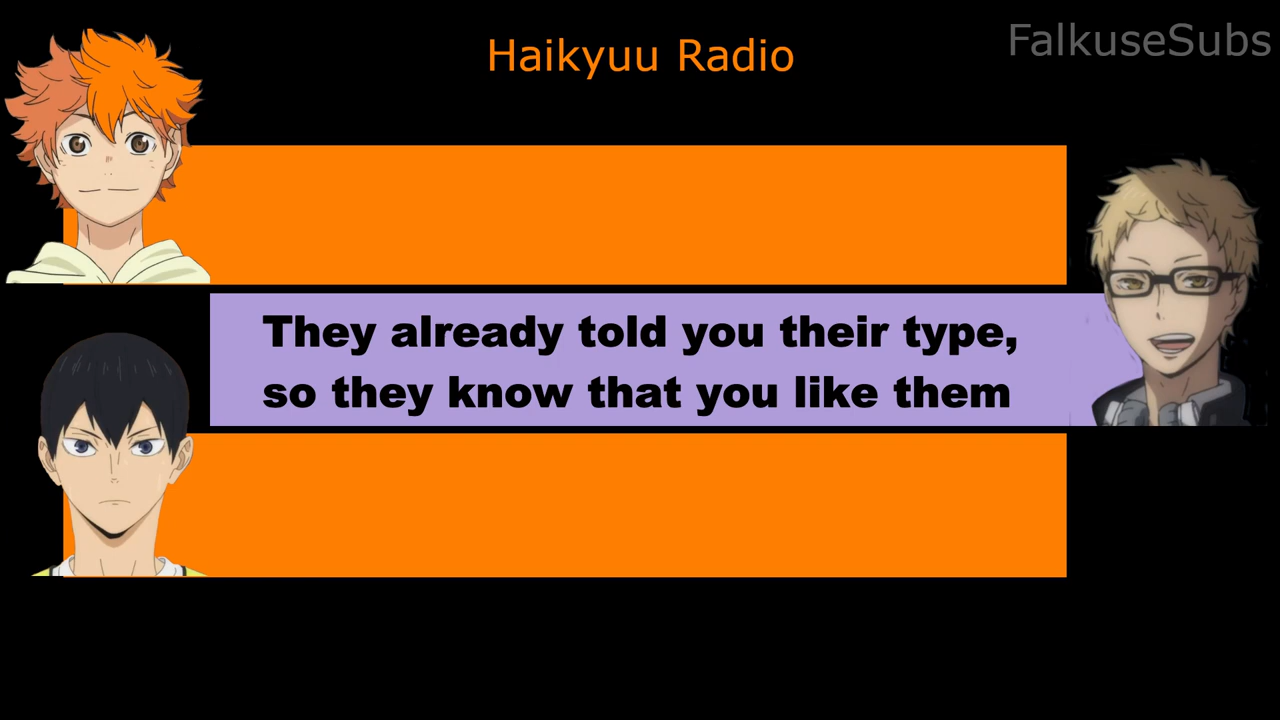 Haikyuu Radio
FalkuseSubs
They already told you their type,
so they know that you like them